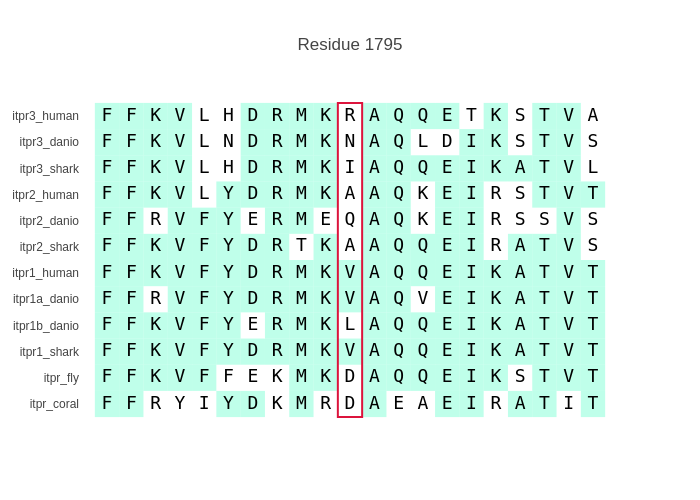 Residue 1795
itpr3_human F F K V L H D R M K R A Q Q E T K S T V A
itpr3_danio F F K V L N D R M K N A Q L D I K S T V S
itpr3_shark F F K V L H D R M K I A Q Q E I K A T V L
itpr2_human F F K V L Y D R M K A A Q K E I R S T V T
itpr2_danio F F R V F Y E R M E Q A Q K E I R S S V S
itpr2_shark F F K V F Y D R T K A A Q Q E I R A T V S
itpr1_human F F K V F Y D R M K V A Q Q E I K A T V T
itpr1a_danio F F R V F Y D R M K V A Q V E I K A T V T
itpr1b_danio F F K V F Y E R M K L A Q Q E I K A T V T
itpr1_shark F F K V F Y D R M K V A Q Q E I K A T V T
itpr_fly F F K V F F E K M K D A Q Q E I K S T V T
itpr_coral F F R Y I Y D K M R D A E A E I R A T I T